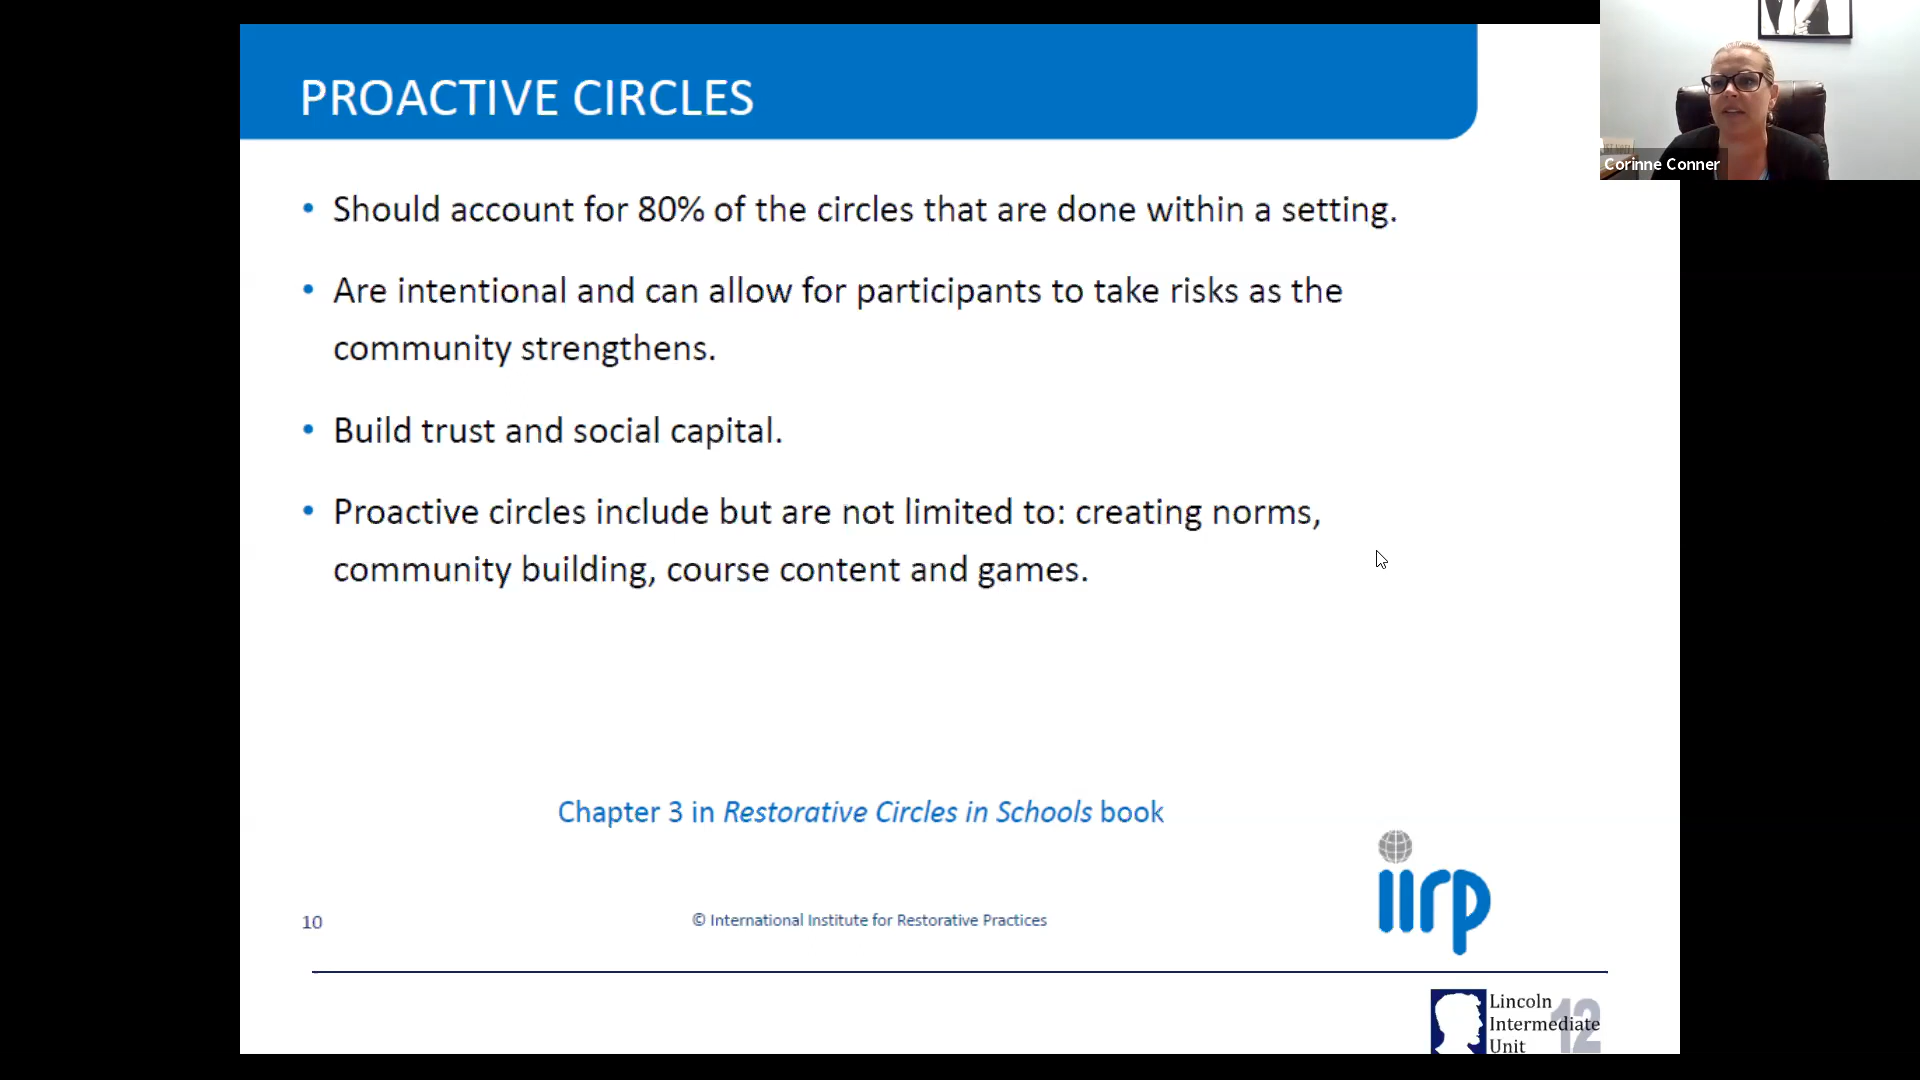 PROACTIVE CIRCLES
Corinne Conner
• Should account for 80% of the circles that are done within a setting.
• Are intentional and can allow for participants to take risks as the
community strengthens.
• Build trust and social capital.
• Proactive circles include but are not limited to: creating norms,
community building, course content and games.
Chapter 3 in Restorative Circles in Schools book
iirp
10
© International Institute for Restorative Practices
Lincoln
Intermediate
Unit
12